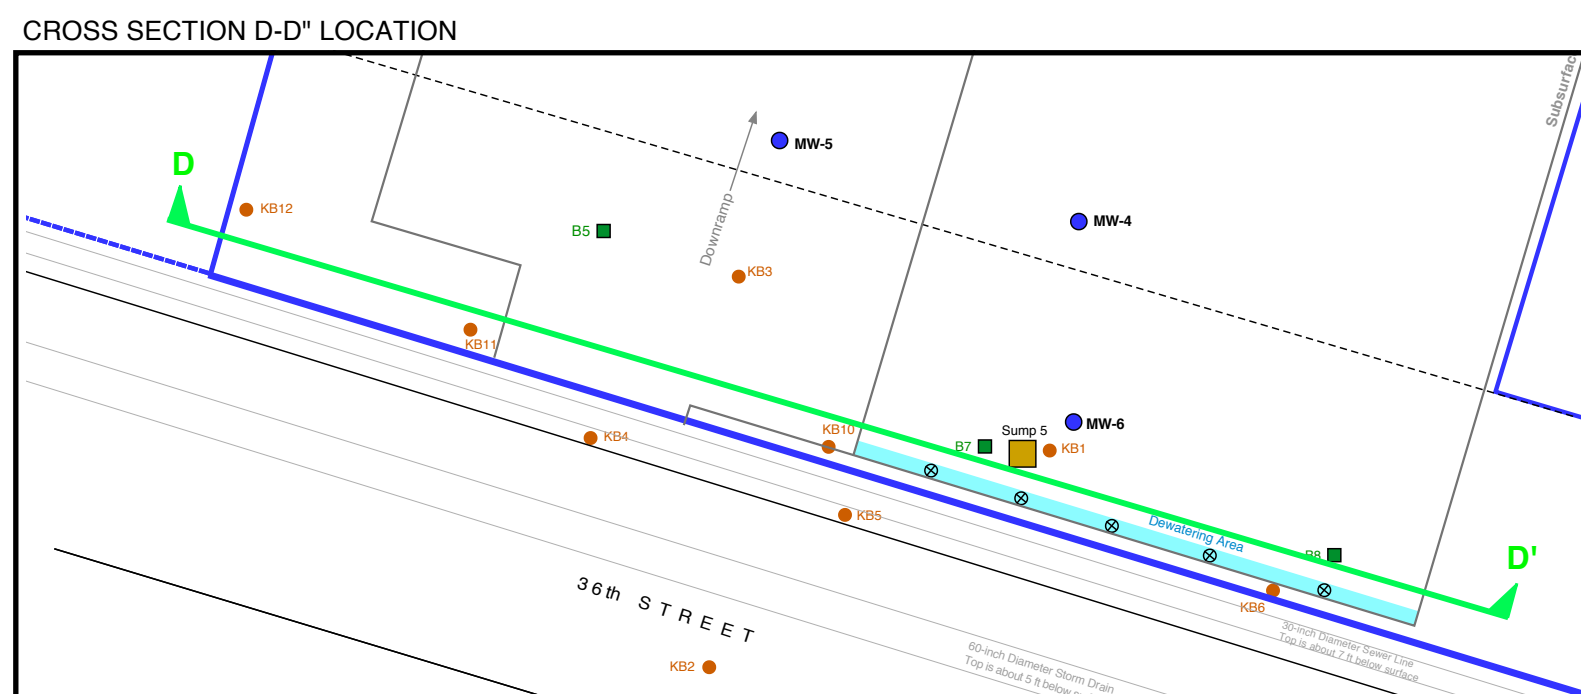 CROSS SECTION D-D" LOCATION
Subsurfac
MW-5
D
KB12
Downramp
B5
MW-4
KB3
KB11
MW-6
Sump 5
KB10
KB4
B7
KB1
KB5
Dewatering Area
B8
D'
36th STREET
KB6
30-inch Diameter Sewer Line
Top is about 7 ft below surface
60-inch Diameter Storm Drain
Top is about 5 ft below
KB2